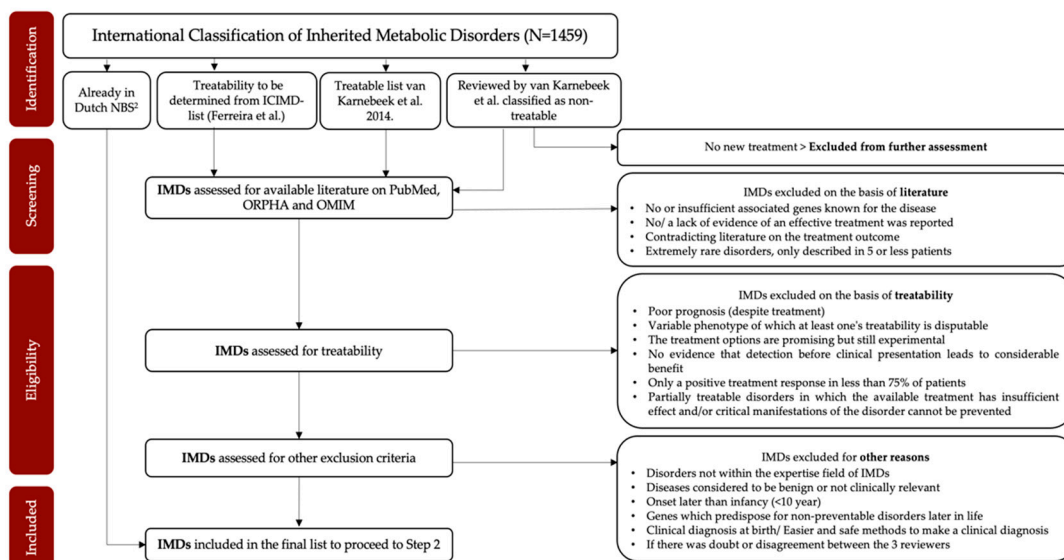 Identification
International Classification of Inherited Metabolic Disorders (N=1459)
Already in
Dutch NBS²
Treatability to be
determined from ICIMD-
list (Ferreira et al.)
Treatable list van
Karnebeek et al.
2014.
Reviewed by van Karnebeek
et al. classified as non-
treatable
No new treatment > Excluded from further assessment
Screening
IMDs assessed for available literature on PubMed,
ORPHA and OMIM
IMDs excluded on the basis of literature
• No or insufficient associated genes known for the disease
• No/ a lack of evidence of an effective treatment was reported
• Contradicting literature on the treatment outcome
• Extremely rare disorders, only described in 5 or less patients
Eligibility
IMDs assessed for treatability
IMDs excluded on the basis of treatability
• Poor prognosis (despite treatment)
• Variable phenotype of which at least one's treatability is disputable
• The treatment options are promising but still experimental
• No evidence that detection before clinical presentation leads to considerable
benefit
• Only a positive treatment response in less than 75% of patients
• Partially treatable disorders in which the available treatment has insufficient
effect and/or critical manifestations of the disorder cannot be prevented
IMDs assessed for other exclusion criteria
IMDs excluded for other reasons
• Disorders not within the expertise field of IMDs
• Diseases considered to be benign or not clinically relevant
• Onset later than infancy (<10 year)
• Genes which predispose for non-preventable disorders later in life
• Clinical diagnosis at birth/ Easier and safe methods to make a clinical diagnosis
• If there was doubt or disagreement between the 3 reviewers
Included
IMDs included in the final list to proceed to Step 2